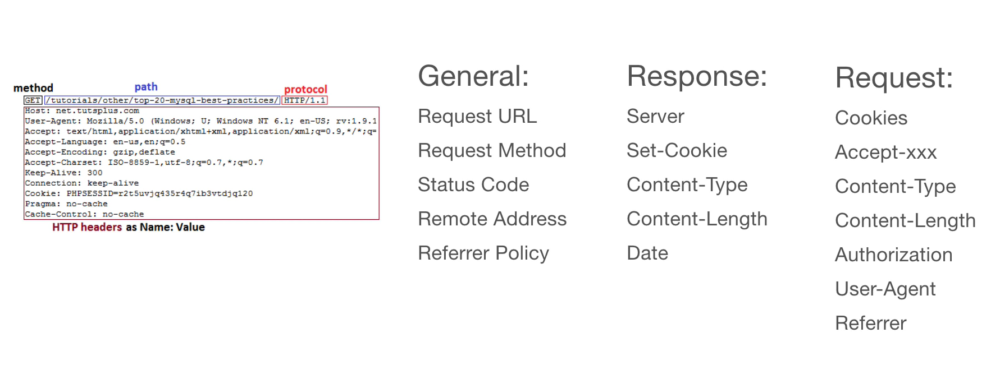 method path protocol
GET /tutorials/other/top-20-mysql-best-practices/ HTTP/1.1
Host: net.tutsplus.com
User-Agent: Mozilla/5.0 (Windows; U; Windows NT 6.1; en-US; rv:1.9.1
Accept: text/html,application/xhtml+xml,application/xml;q=0.9,*/*;q=
Accept-Language: en-us,en;q=0.5
Accept-Encoding: gzip,deflate
Accept-Charset: ISO-8859-1,utf-8;q=0.7,*;q=0.7
Keep-Alive: 300
Connection: keep-alive
Cookie: PHPSESSID=r2t5uvjq435r4q7ib3vtdjq120
Pragma: no-cache
Cache-Control: no-cache
HTTP headers as Name: Value
General:
Request URL
Request Method
Status Code
Remote Address
Referrer Policy
Response:
Server
Set-Cookie
Content-Type
Content-Length
Date
Request:
Cookies
Accept-xxx
Content-Type
Content-Length
Authorization
User-Agent
Referrer